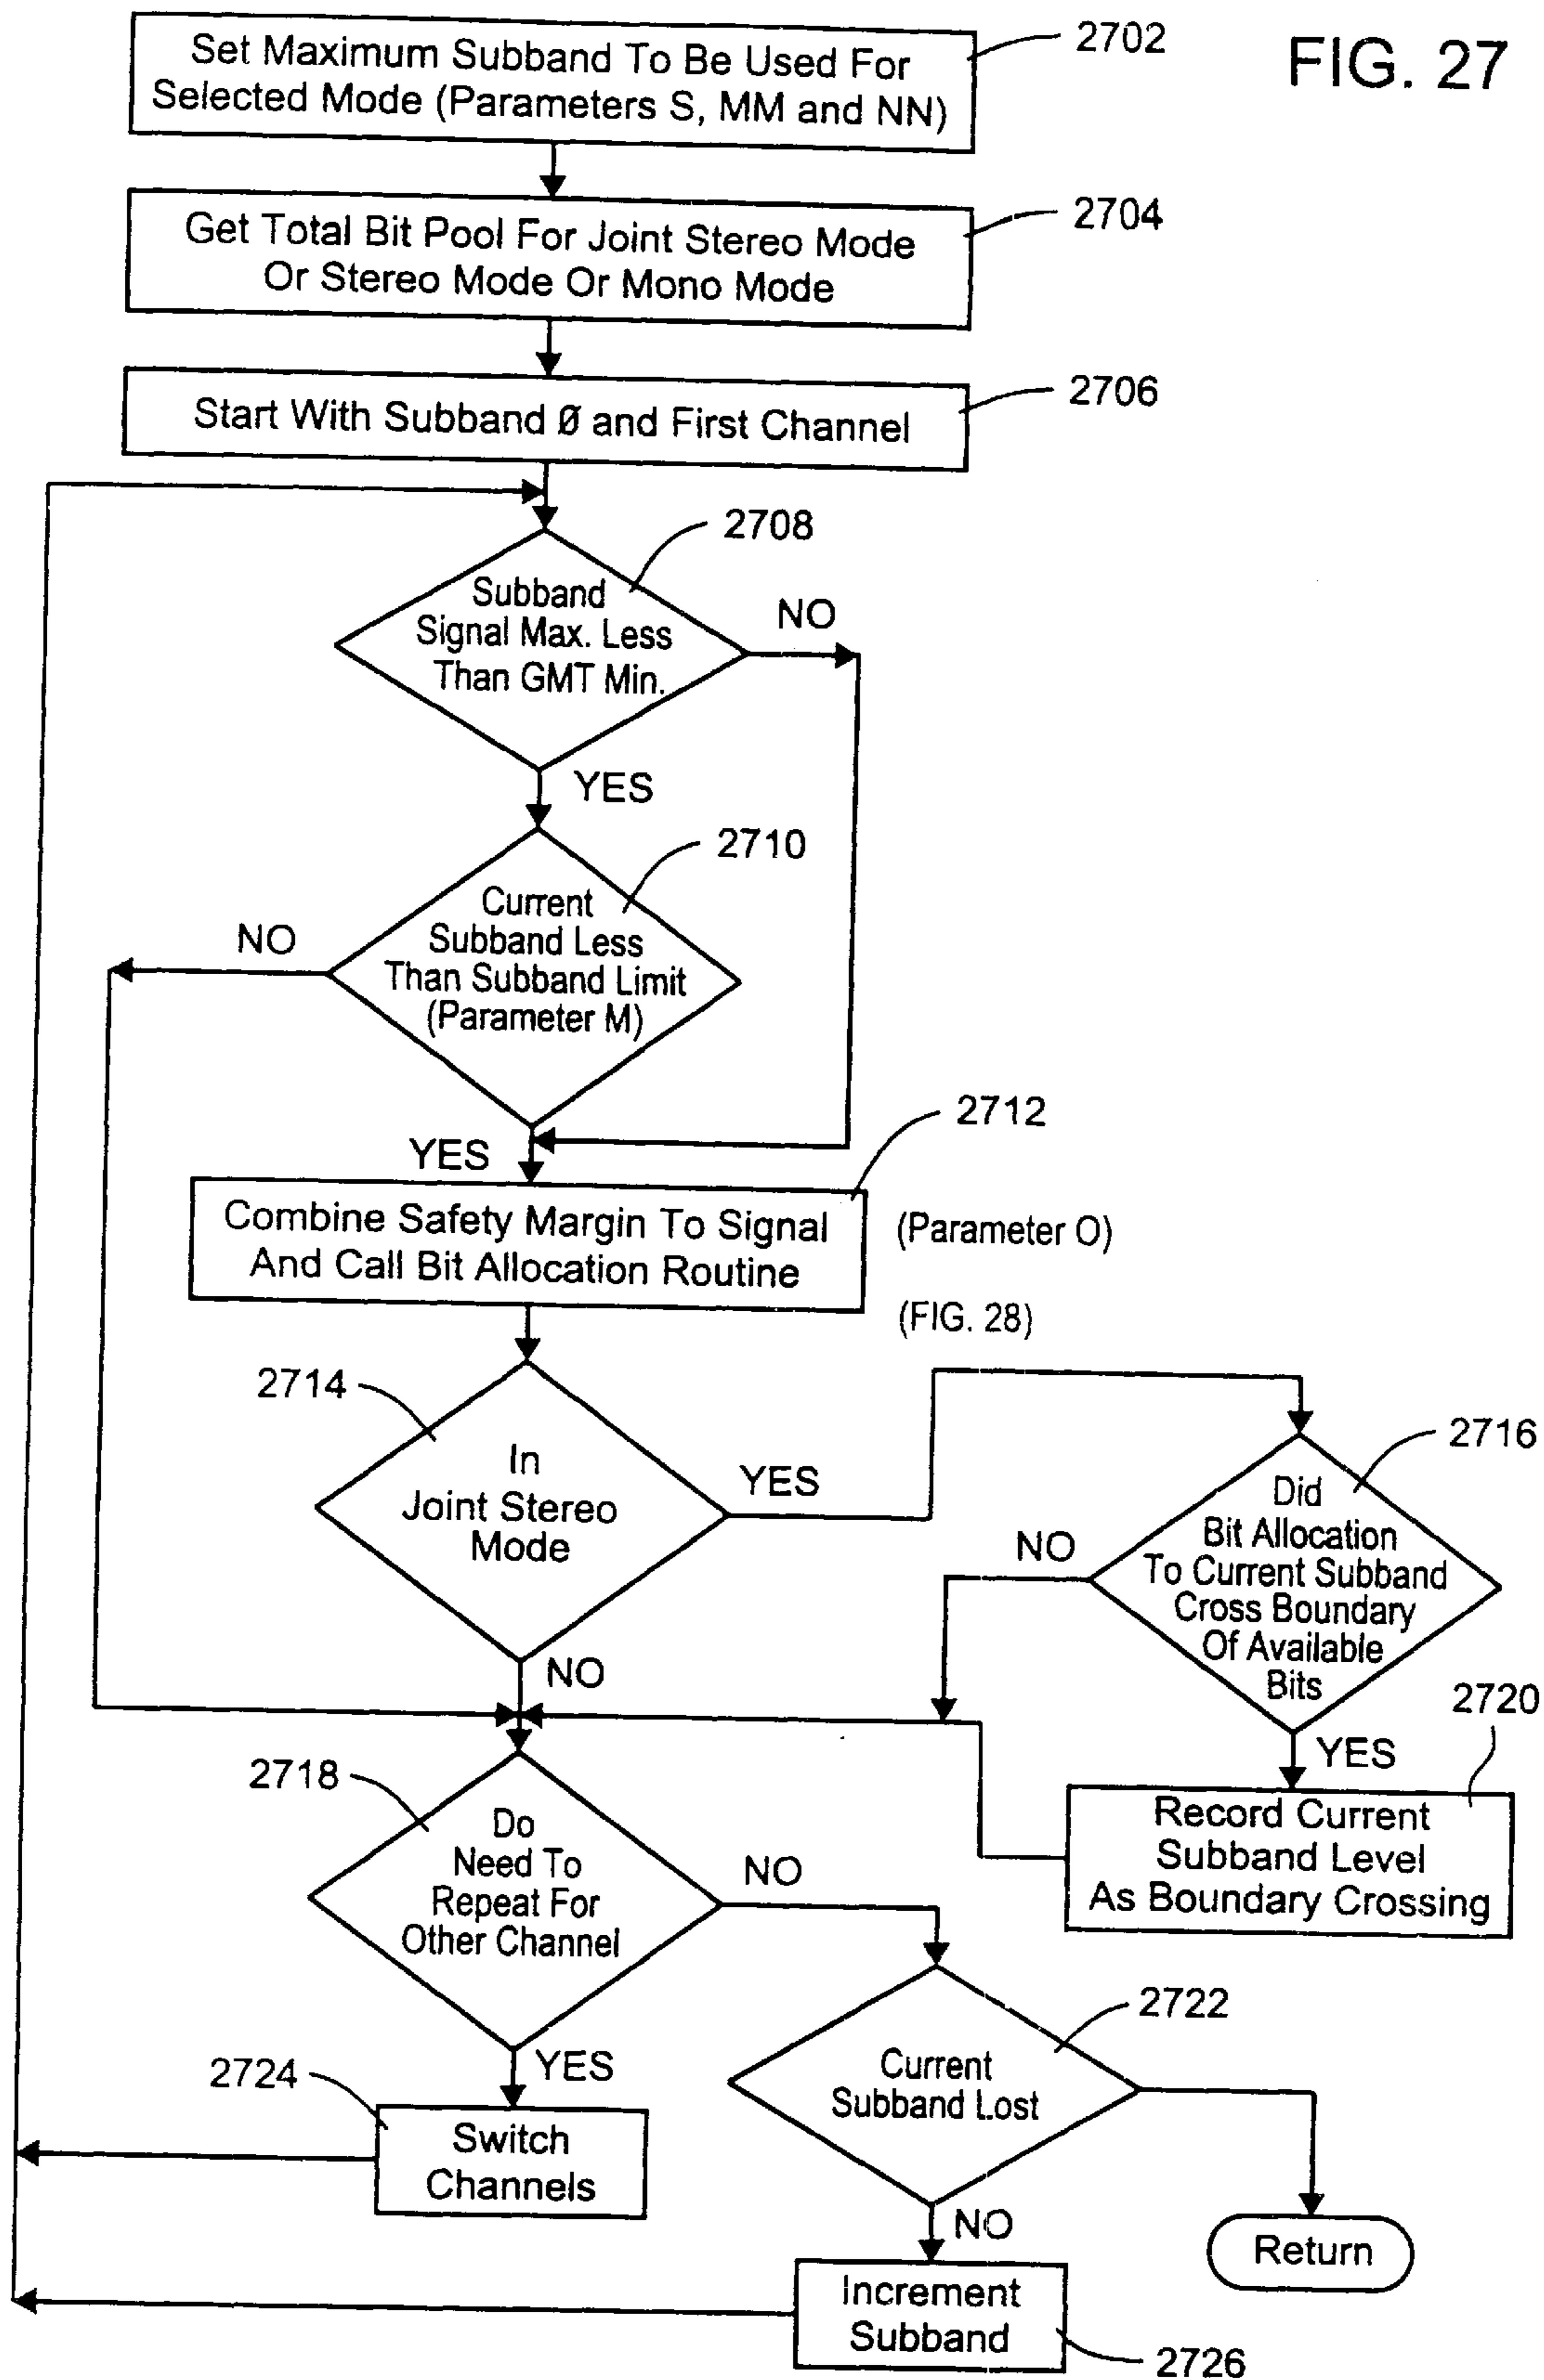 FIG. 27
2702
Set Maximum Subband To Be Used For
Selected Mode (Parameters S, MM and NN)
2704
Get Total Bit Pool For Joint Stereo Mode
Or Stereo Mode Or Mono Mode
2706
Start With Subband Ø and First Channel
2708
Subband
Signal Max. Less
Than GMT Min.
NO
YES
2710
Current
Subband Less
Than Subband Limit
(Parameter M)
NO
YES
2712
Combine Safety Margin To Signal
And Call Bit Allocation Routine
(Parameter O)
(FIG. 28)
2714
In
Joint Stereo
Mode
YES
NO
2716
Did
Bit Allocation
To Current Subband
Cross Boundary
Of Available
Bits
NO
YES
2720
Record Current
Subband Level
As Boundary Crossing
2718
Do
Need To
Repeat For
Other Channel
NO
YES
2724
Switch
Channels
2722
Current
Subband Lost
NO
Return
Increment
Subband
2726